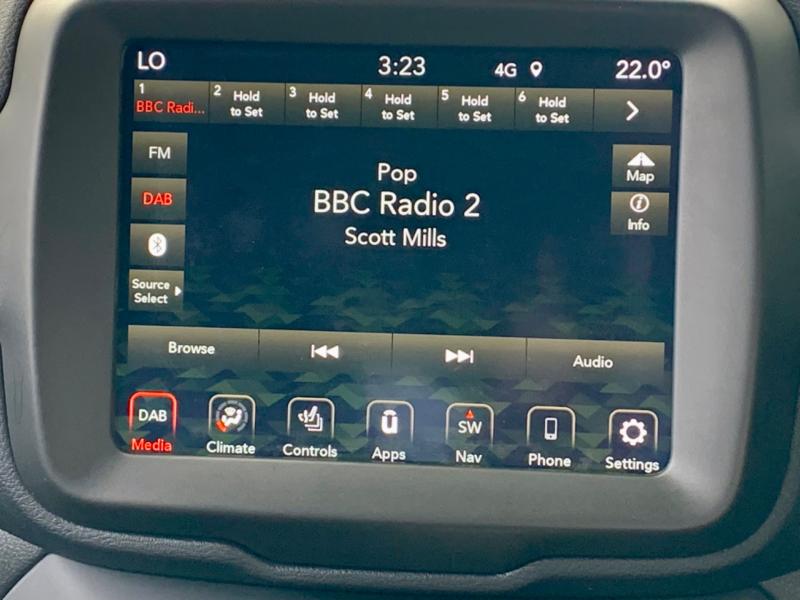 LO 3:23 4G 22.0°
1 BBC Radi... 2 Hold to Set 3 Hold to Set 4 Hold to Set 5 Hold to Set 6 Hold to Set
FM
DAB
Source
Select
Pop
BBC Radio 2
Scott Mills
Map
Info
Browse Audio
DAB SW
Media Climate Controls Apps Nav Phone Settings